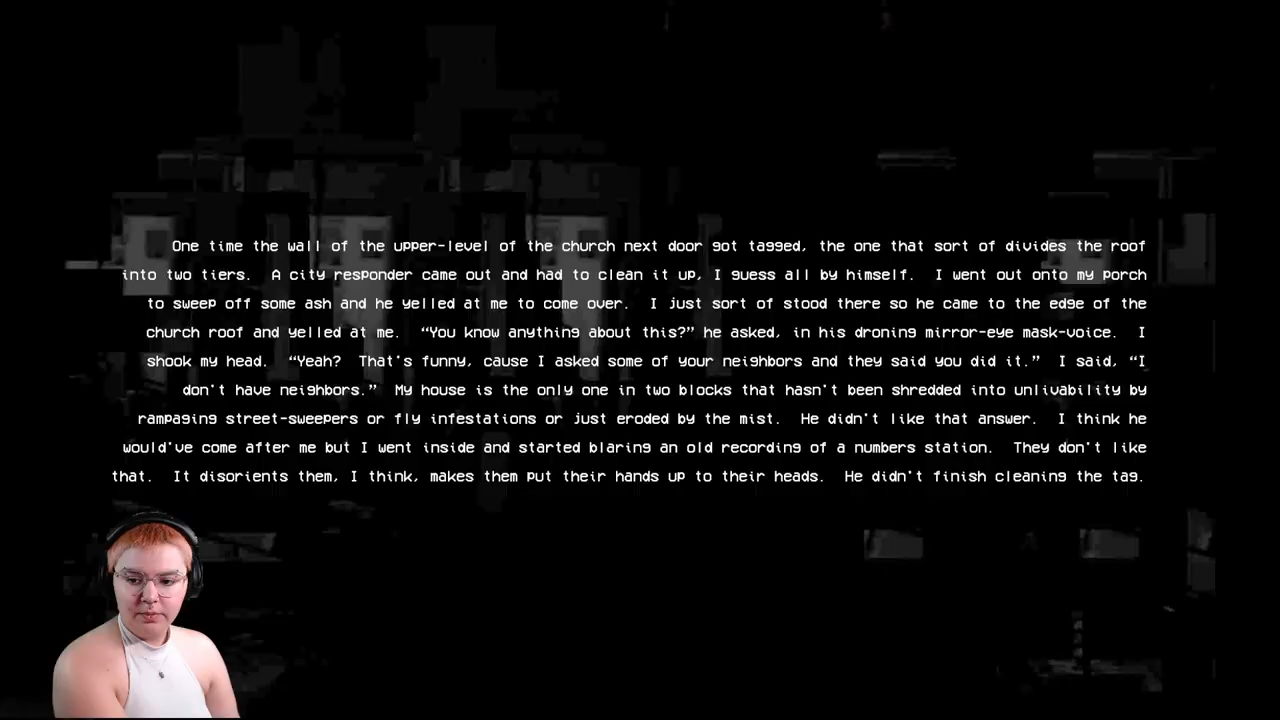 One time the wall of the upper-level of the church next door got tagged, the one that sort of divides the roof
into two tiers.  A city responder came out and had to clean it up, I guess all by himself.  I went out onto my porch
to sweep off some ash and he yelled at me to come over.  I just sort of stood there so he came to the edge of the
church roof and yelled at me.  “You know anything about this?” he asked, in his droning mirror-eye mask-voice.  I
shook my head.  “Yeah?  That's funny, cause I asked some of your neighbors and they said you did it.”  I said, “I
don't have neighbors.”  My house is the only one in two blocks that hasn't been shredded into unlivability by
rampaging street-sweepers or fly infestations or just eroded by the mist.  He didn't like that answer.  I think he
would've come after me but I went inside and started blaring an old recording of a numbers station.  They don't like
that.  It disorients them, I think, makes them put their hands up to their heads.  He didn't finish cleaning the tag.